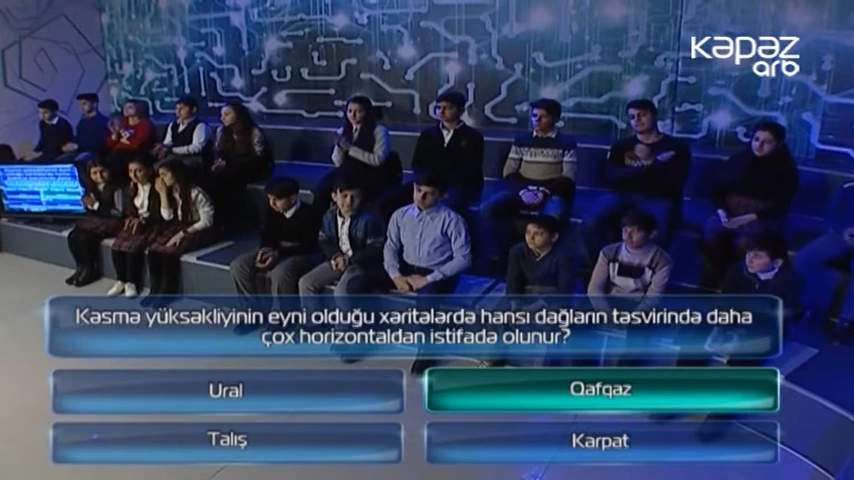 Kəpəz
arb
Kəsmə yüksəkliyinin eyni olduğu xəritələrdə hansı dağların təsvirində daha
çox horizontaldan istifadə olunur?
Ural
Qafqaz
Talış
Karpat